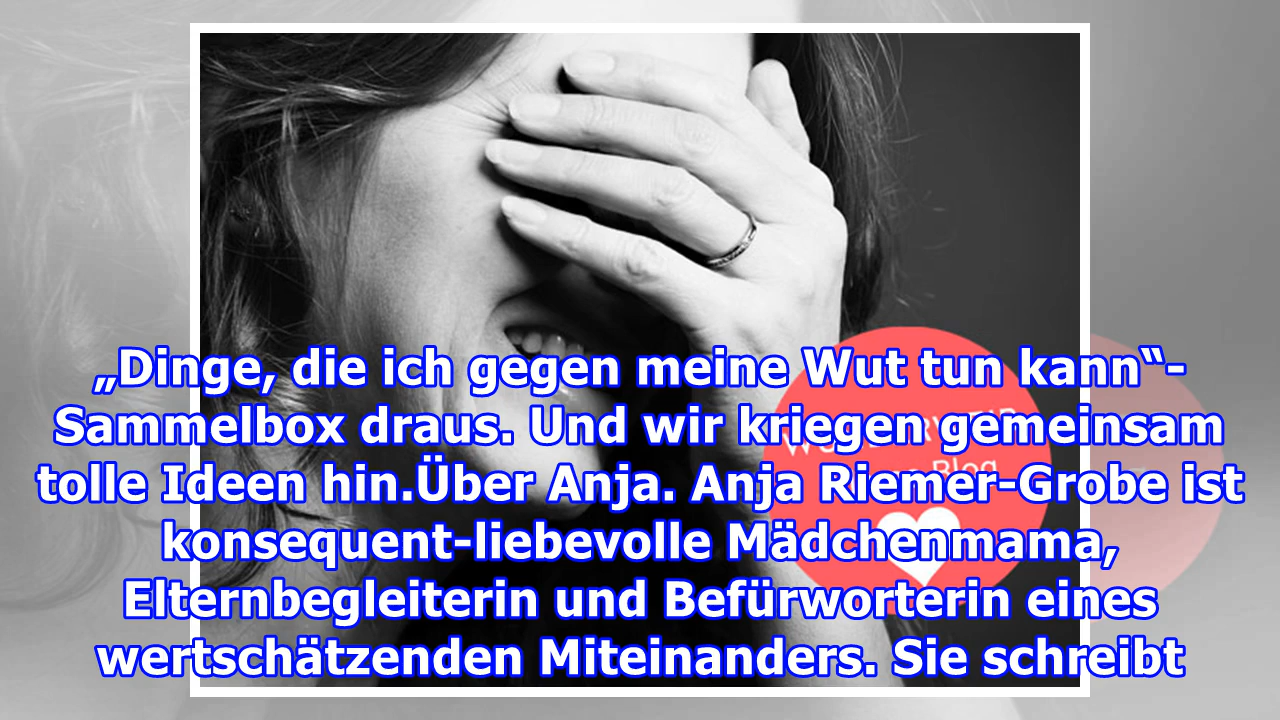 „Dinge, die ich gegen meine Wut tun kann“-
Sammelbox draus. Und wir kriegen gemeinsam
tolle Ideen hin.Über Anja. Anja Riemer-Grobe ist
konsequent-liebevolle Mädchenmama,
Elternbegleiterin und Befürworterin eines
wertschätzenden Miteinanders. Sie schreibt
Blog